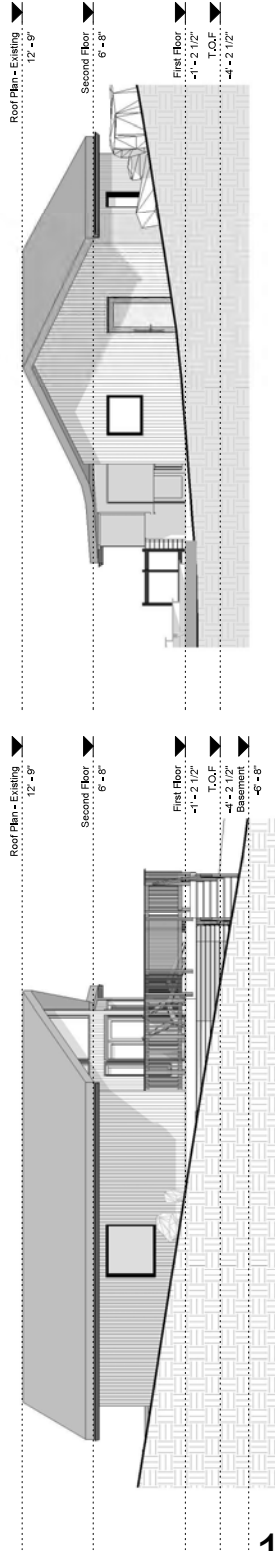 Roof Plan - Existing
12' - 9"
Second Floor
6' - 8"
First Floor
-1' - 2 1/2"
T.O.F
-4' - 2 1/2"
Roof Plan - Existing
12' - 9"
Second Floor
6' - 8"
First Floor
-1' - 2 1/2"
T.O.F
-4' - 2 1/2"
Basement
-6' - 8"
1